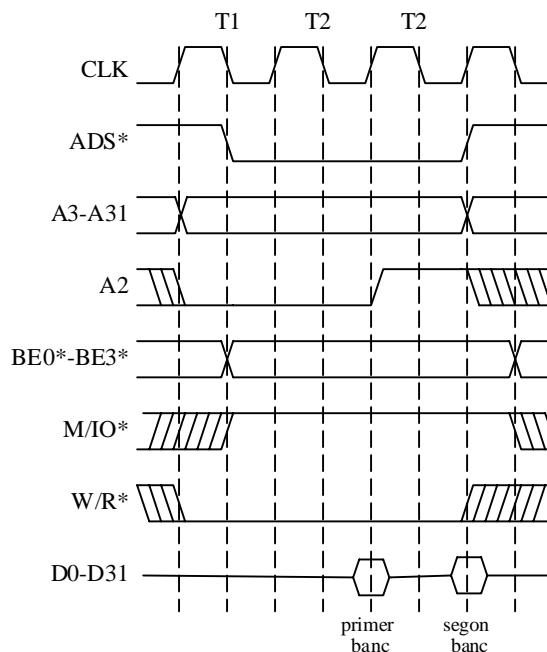 T1 T2 T2
CLK
ADS*
A3-A31
A2
BE0*-BE3*
M/IO*
W/R*
D0-D31
primer segon
banc banc